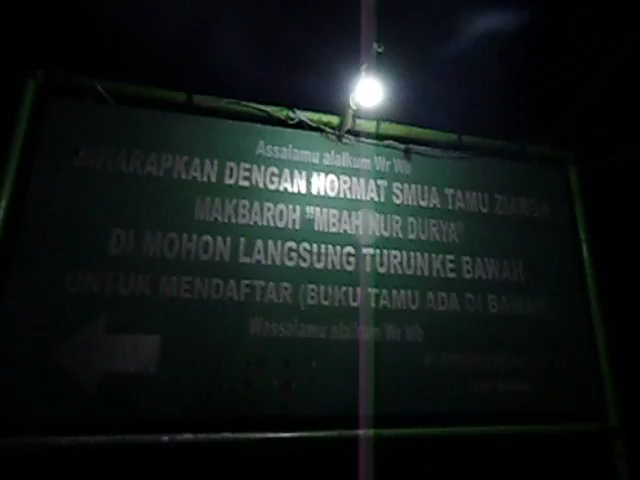 Assalamu alaikum Wr Wb
DIHARAPKAN DENGAN HORMAT SMUA TAMU ZIAROH
MAKBAROH "MBAH NUR DURYA"
DI MOHON LANGSUNG TURUN KE BAWAH
UNTUK MENDAFTAR (BUKU TAMU ADA DI BAWAH)
Wassalamu alaikum Wr Wb